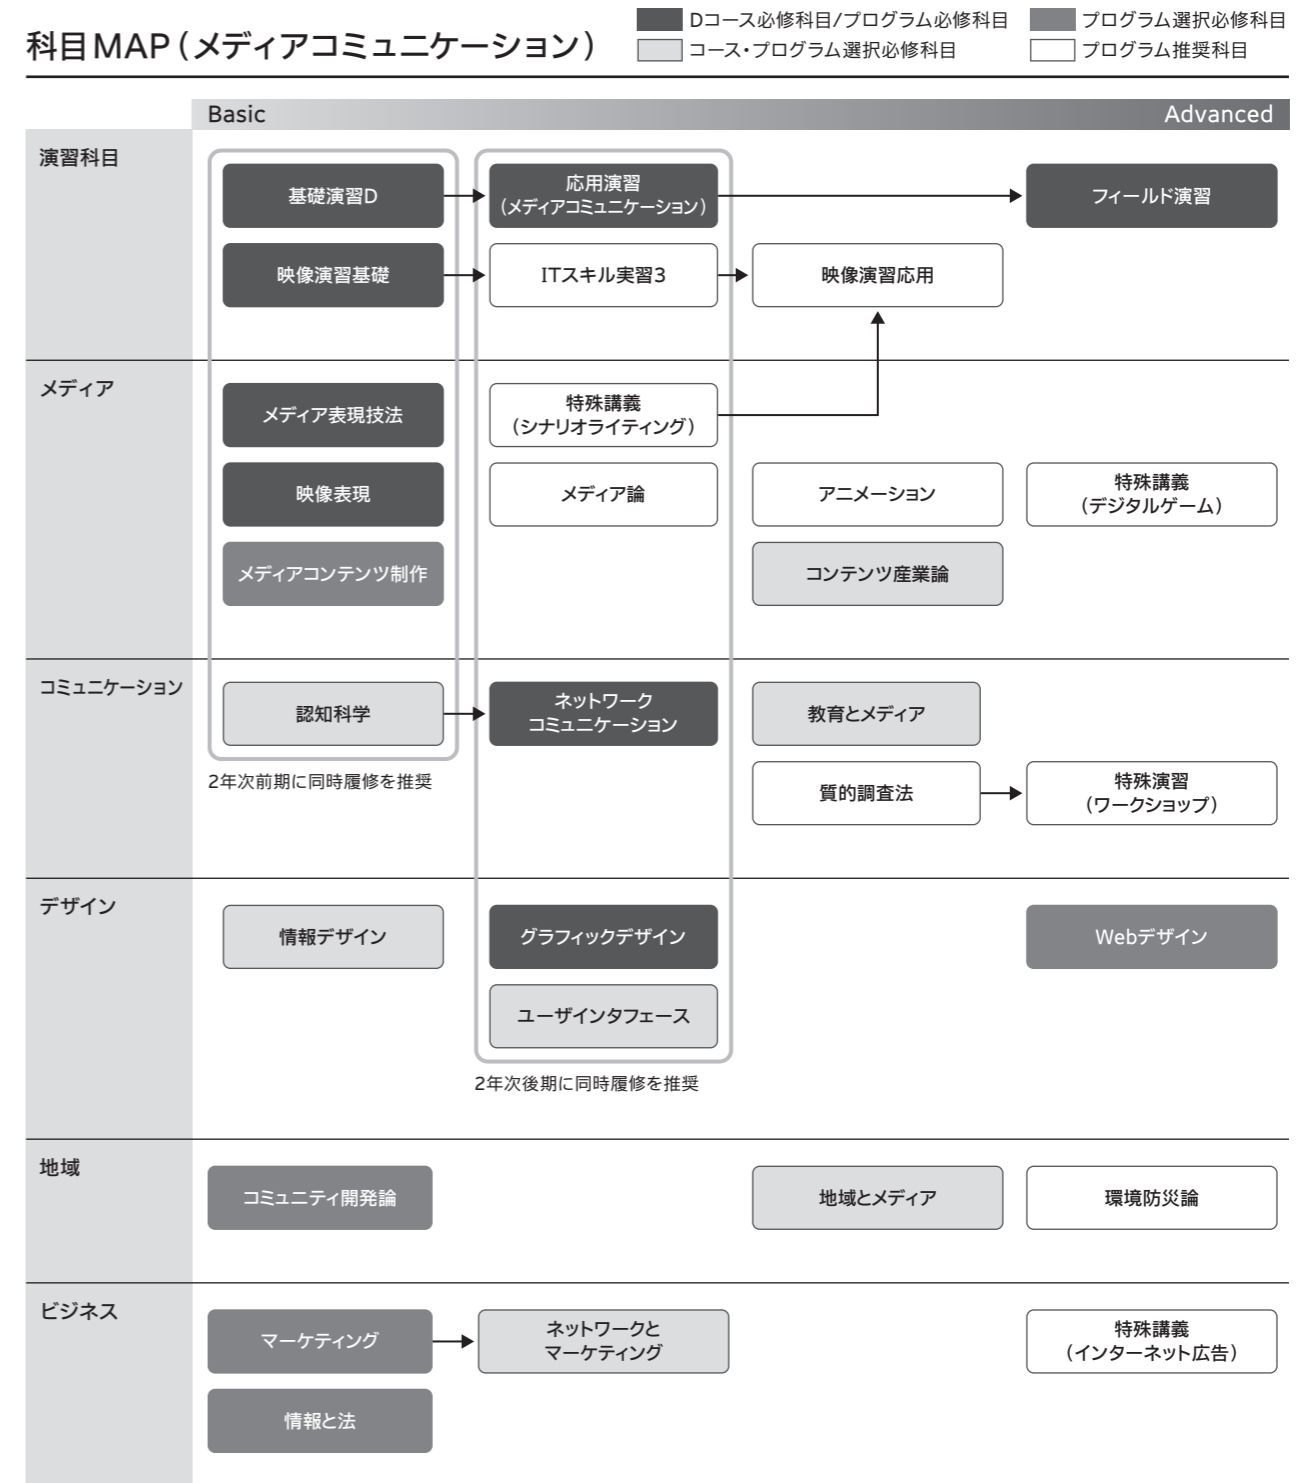 科目MAP（メディアコミュニケーション）
Dコース必修科目/プログラム必修科目
プログラム選択必修科目
コース・プログラム選択必修科目
プログラム推奨科目
Basic
Advanced
演習科目
基礎演習D
応用演習
（メディアコミュニケーション）
フィールド演習
映像演習基礎
ITスキル実習3
映像演習応用
メディア
メディア表現技法
特殊講義
（シナリオライティング）
映像表現
メディア論
アニメーション
特殊講義
（デジタルゲーム）
メディアコンテンツ制作
コンテンツ産業論
コミュニケーション
認知科学
ネットワーク
コミュニケーション
教育とメディア
2年次前期に同時履修を推奨
質的調査法
特殊演習
（ワークショップ）
デザイン
情報デザイン
グラフィックデザイン
Webデザイン
ユーザインタフェース
2年次後期に同時履修を推奨
地域
コミュニティ開発論
地域とメディア
環境防災論
ビジネス
マーケティング
ネットワークと
マーケティング
特殊講義
（インターネット広告）
情報と法